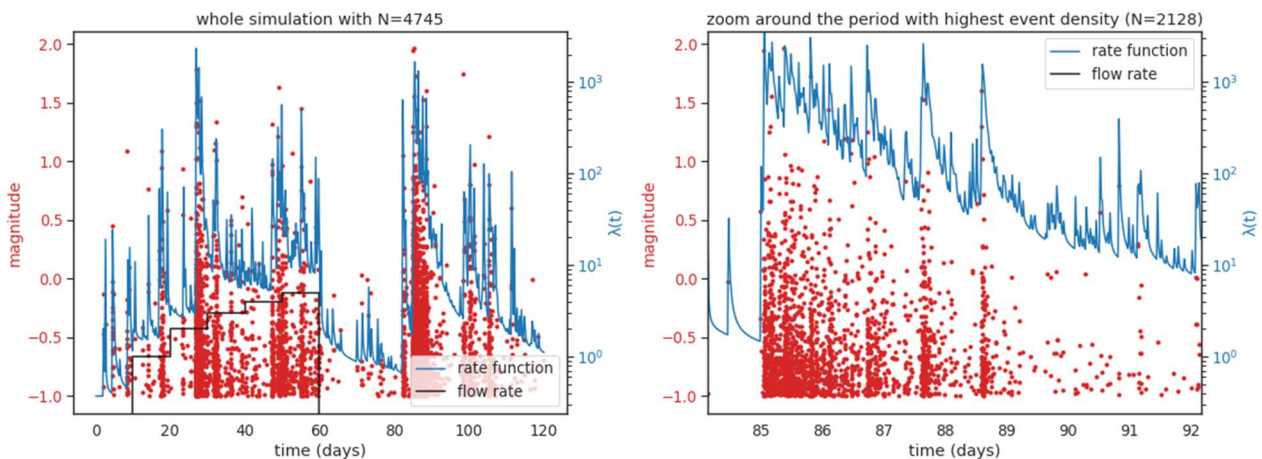 whole simulation with N=4745
2.0
1.5
1.0
0.5
0.0
−0.5
−1.0
magnitude
10³
10²
10¹
10⁰
λ(t)
rate function
flow rate
0 20 40 60 80 100 120
time (days)
zoom around the period with highest event density (N=2128)
2.0
1.5
1.0
0.5
0.0
−0.5
−1.0
magnitude
rate function
flow rate
10³
10²
10¹
10⁰
λ(t)
85 86 87 88 89 90 91 92
time (days)